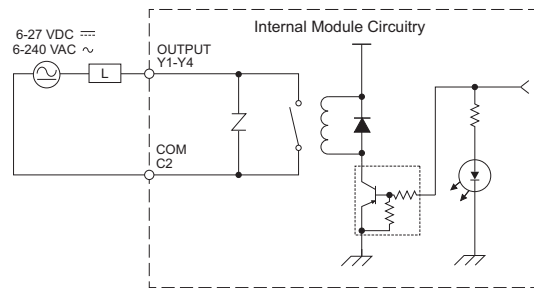 Internal Module Circuitry
6-27 VDC ⎓
6-240 VAC ∿
OUTPUT
Y1-Y4
L
COM
C2